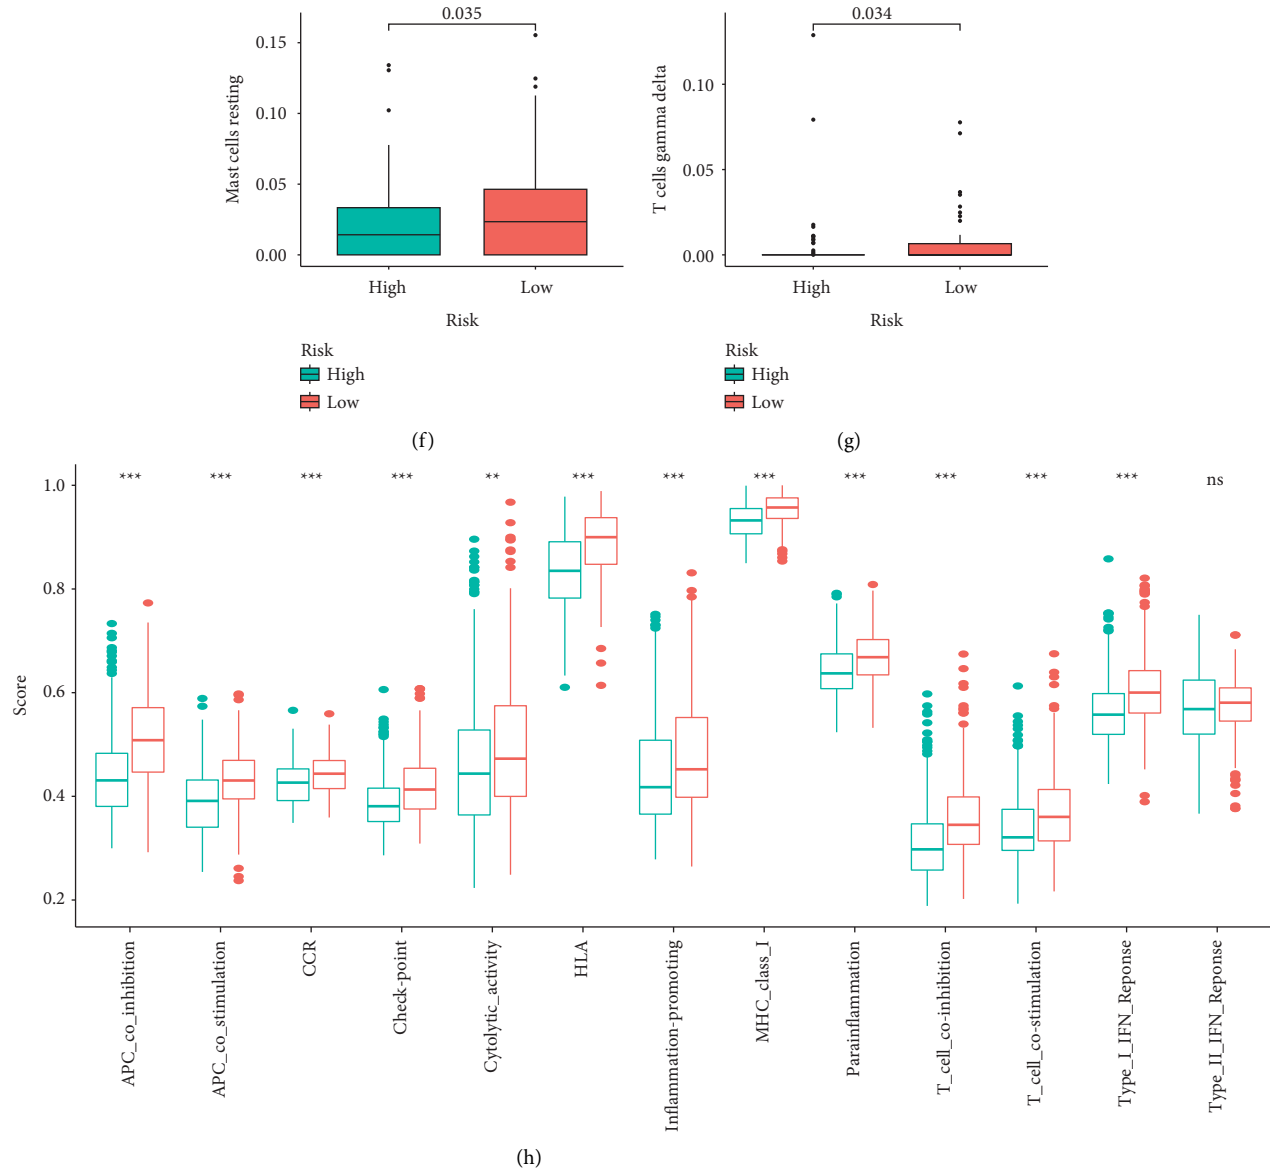 0.035
0.15
0.10
0.05
0.00
Mast cells resting
High
Low
Risk
Risk
High
Low
(f)
0.034
0.10
0.05
0.00
T cells gamma delta
High
Low
Risk
Risk
High
Low
(g)
*** *** *** *** ** *** *** *** *** *** *** *** ns
1.0
0.8
0.6
0.4
0.2
Score
APC_co_inhibition
APC_co_stimulation
CCR
Check-point
Cytolytic_activity
HLA
Inflammation-promoting
MHC_class_I
Parainflammation
T_cell_co-inhibition
T_cell_co-stimulation
Type_I_IFN_Reponse
Type_II_IFN_Reponse
(h)